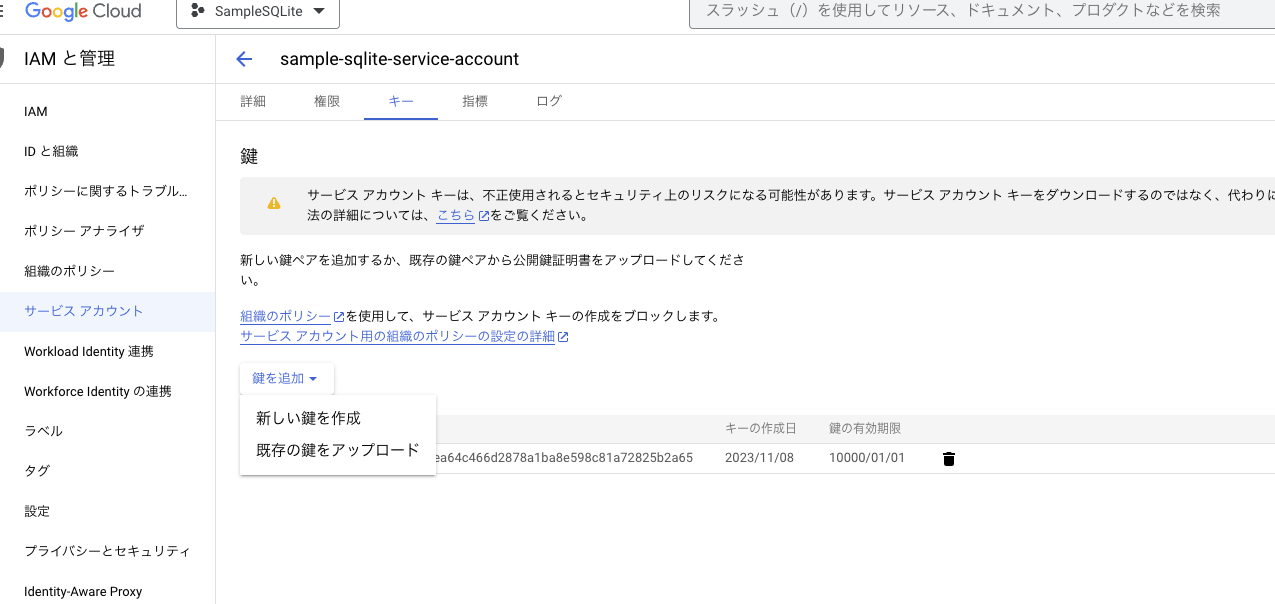 Google Cloud
SampleSQLite
スラッシュ（/）を使用してリソース、ドキュメント、プロダクトなどを検索
IAM と管理
IAM
ID と組織
ポリシーに関するトラブル...
ポリシー アナライザ
組織のポリシー
サービス アカウント
Workload Identity 連携
Workforce Identity の連携
ラベル
タグ
設定
プライバシーとセキュリティ
Identity-Aware Proxy
sample-sqlite-service-account
詳細
権限
キー
指標
ログ
鍵
サービス アカウント キーは、不正使用されるとセキュリティ上のリスクになる可能性があります。サービス アカウント キーをダウンロードするのではなく、代わりに
法の詳細については、こちらをご覧ください。
新しい鍵ペアを追加するか、既存の鍵ペアから公開鍵証明書をアップロードしてくださ
い。
組織のポリシーを使用して、サービス アカウント キーの作成をブロックします。
サービス アカウント用の組織のポリシーの設定の詳細
鍵を追加
新しい鍵を作成
既存の鍵をアップロード
キーの作成日
鍵の有効期限
ea64c466d2878a1ba8e598c81a72825b2a65
2023/11/08
10000/01/01